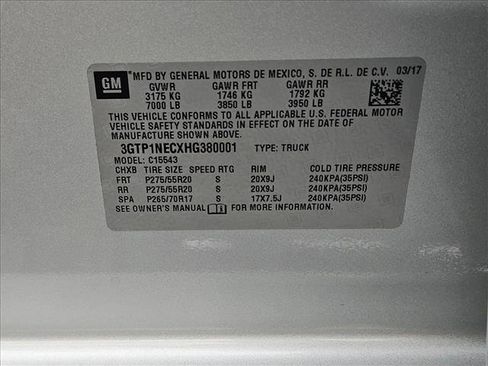 GM
*MFD BY GENERAL MOTORS DE MEXICO, S. DE R.L. DE C.V. 03/17
GVWR GAWR FRT GAWR RR
3175 KG 1746 KG 1792 KG
7000 LB 3850 LB 3950 LB
THIS VEHICLE CONFORMS TO ALL APPLICABLE U.S. FEDERAL MOTOR
VEHICLE SAFETY STANDARDS IN EFFECT ON THE DATE OF
MANUFACTURE SHOWN ABOVE.
3GTP1NECXHG380001 TYPE: TRUCK
MODEL: C15543
CHXB TIRE SIZE SPEED RTG RIM COLD TIRE PRESSURE
FRT P275/55R20 S 20X9J 240KPA(35PSI)
RR P275/55R20 S 20X9J 240KPA(35PSI)
SPA P265/70R17 S 17X7.5J 240KPA(35PSI)
SEE OWNER'S MANUAL FOR MORE INFORMATION.